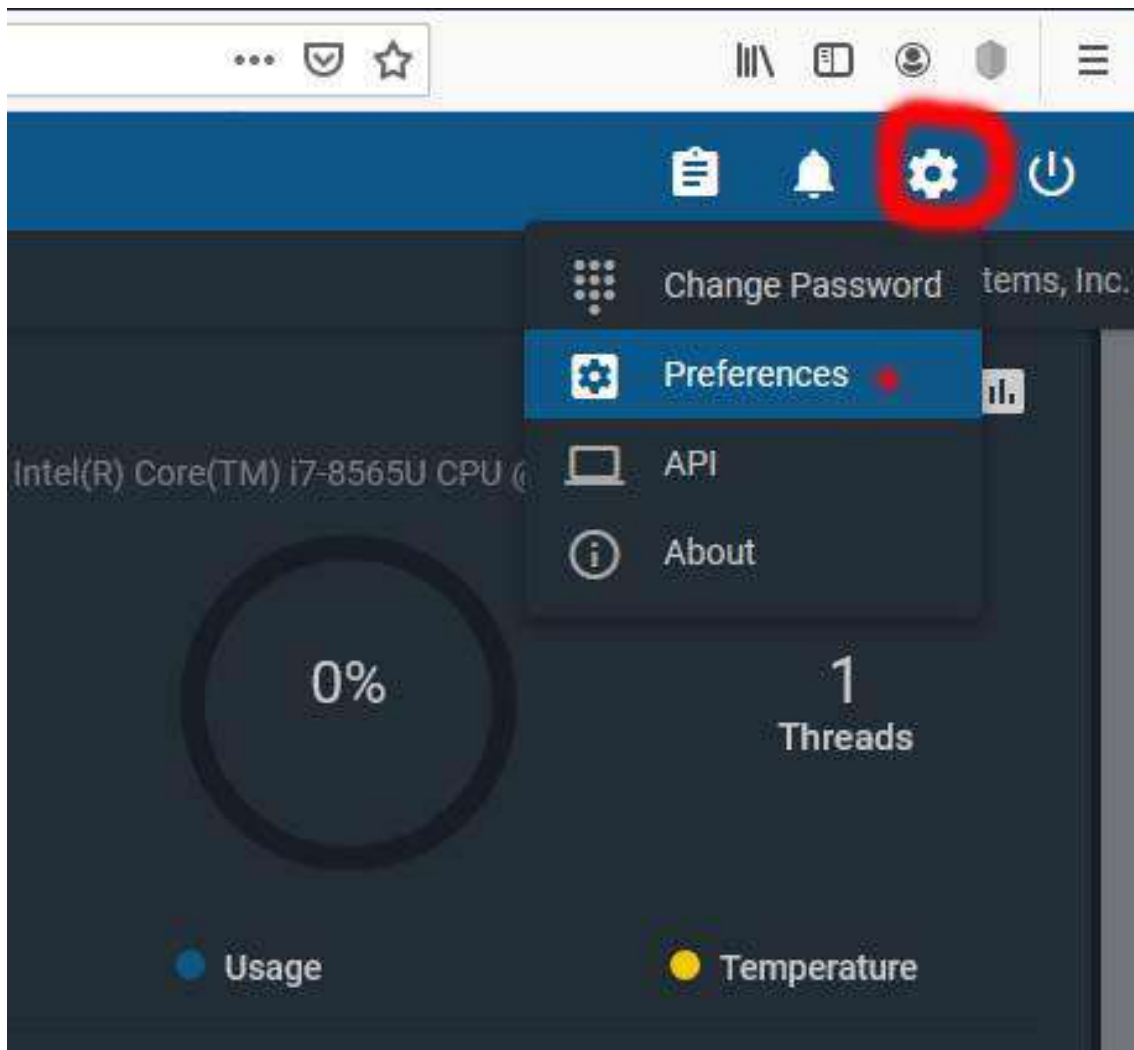 Change Password
tems, Inc.
Preferences
Intel(R) Core(TM) i7-8565U CPU @
API
About
0%
1
Threads
Usage
Temperature